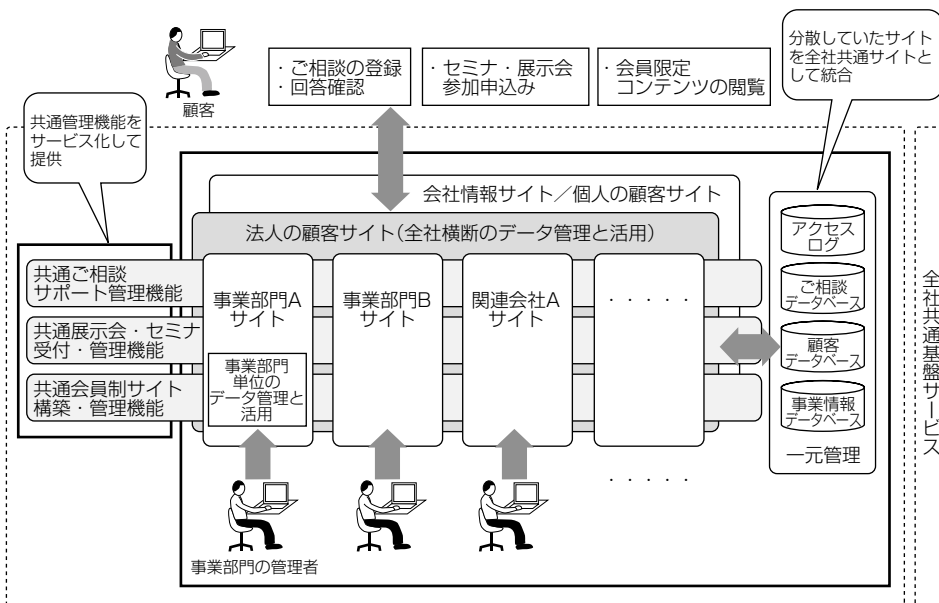 顧客
・ご相談の登録
・回答確認
・セミナ・展示会
参加申込み
・会員限定
コンテンツの閲覧
分散していたサイト
を全社共通サイトと
して統合
共通管理機能を
サービス化して
提供
会社情報サイト／個人の顧客サイト
法人の顧客サイト（全社横断のデータ管理と活用）
共通ご相談
サポート管理機能
共通展示会・セミナ
受付・管理機能
共通会員制サイト
構築・管理機能
事業部門A
サイト
事業部門
単位の
データ管理と
活用
事業部門B
サイト
関連会社A
サイト
・・・・・
・・・・・
アクセス
ログ
ご相談
データベース
顧客
データベース
事業情報
データベース
一元管理
事業部門の管理者
全社共通基盤サービス